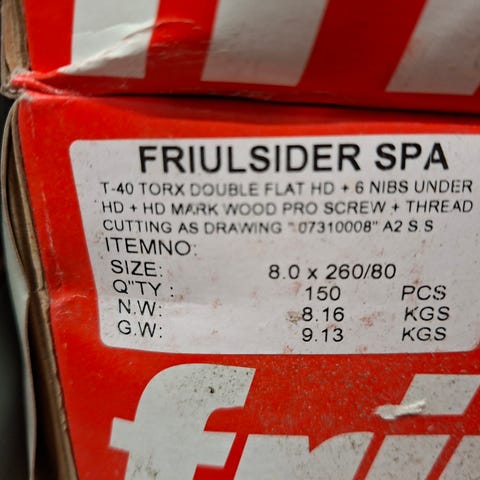 FRIULSIDER SPA
T-40 TORX DOUBLE FLAT HD + 6 NIBS UNDER
HD + HD MARK WOOD PRO SCREW + THREAD
CUTTING AS DRAWING "07310008" A2 S S
ITEMNO:
SIZE: 8.0 x 260/80
Q"TY : 150 PCS
N.W: 8.16 KGS
G.W: 9.13 KGS
fri